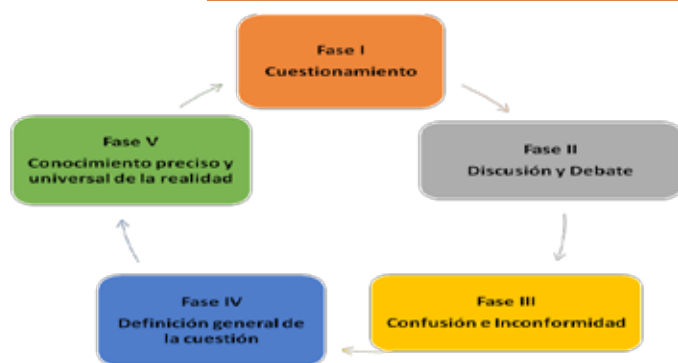 Fase I
Cuestionamiento
Fase II
Discusión y Debate
Fase III
Confusión e Inconformidad
Fase IV
Definición general de
la cuestión
Fase V
Conocimiento preciso y
universal de la realidad